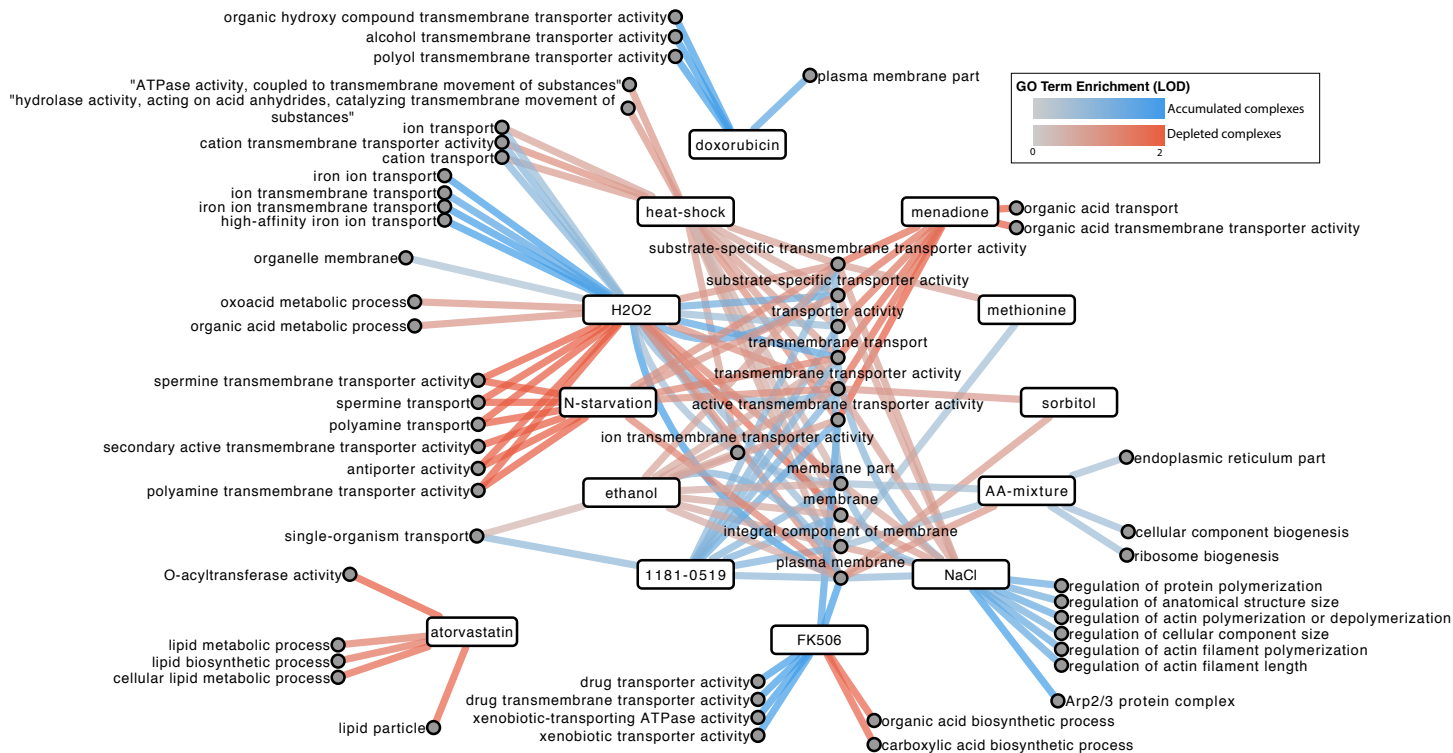 organic hydroxy compound transmembrane transporter activity
alcohol transmembrane transporter activity
polyol transmembrane transporter activity
plasma membrane part
"ATPase activity, coupled to transmembrane movement of substances"
"hydrolase activity, acting on acid anhydrides, catalyzing transmembrane movement of
substances"
GO Term Enrichment (LOD)
Accumulated complexes
Depleted complexes
0
2
ion transport
cation transmembrane transporter activity
cation transport
doxorubicin
iron ion transport
ion transmembrane transport
iron ion transmembrane transport
high-affinity iron ion transport
heat-shock
menadione
organic acid transport
organic acid transmembrane transporter activity
substrate-specific transmembrane transporter activity
organelle membrane
substrate-specific transporter activity
oxoacid metabolic process
organic acid metabolic process
H2O2
transporter activity
methionine
transmembrane transport
spermine transmembrane transporter activity
spermine transport
polyamine transport
secondary active transmembrane transporter activity
antiporter activity
polyamine transmembrane transporter activity
N-starvation
transmembrane transporter activity
active transmembrane transporter activity
sorbitol
ion transmembrane transporter activity
membrane part
endoplasmic reticulum part
ethanol
membrane
AA-mixture
single-organism transport
integral component of membrane
cellular component biogenesis
ribosome biogenesis
plasma membrane
O-acyltransferase activity
1181-0519
NaCl
regulation of protein polymerization
regulation of anatomical structure size
regulation of actin polymerization or depolymerization
regulation of cellular component size
regulation of actin filament polymerization
regulation of actin filament length
atorvastatin
FK506
lipid metabolic process
lipid biosynthetic process
cellular lipid metabolic process
drug transporter activity
drug transmembrane transporter activity
xenobiotic-transporting ATPase activity
xenobiotic transporter activity
Arp2/3 protein complex
lipid particle
organic acid biosynthetic process
carboxylic acid biosynthetic process